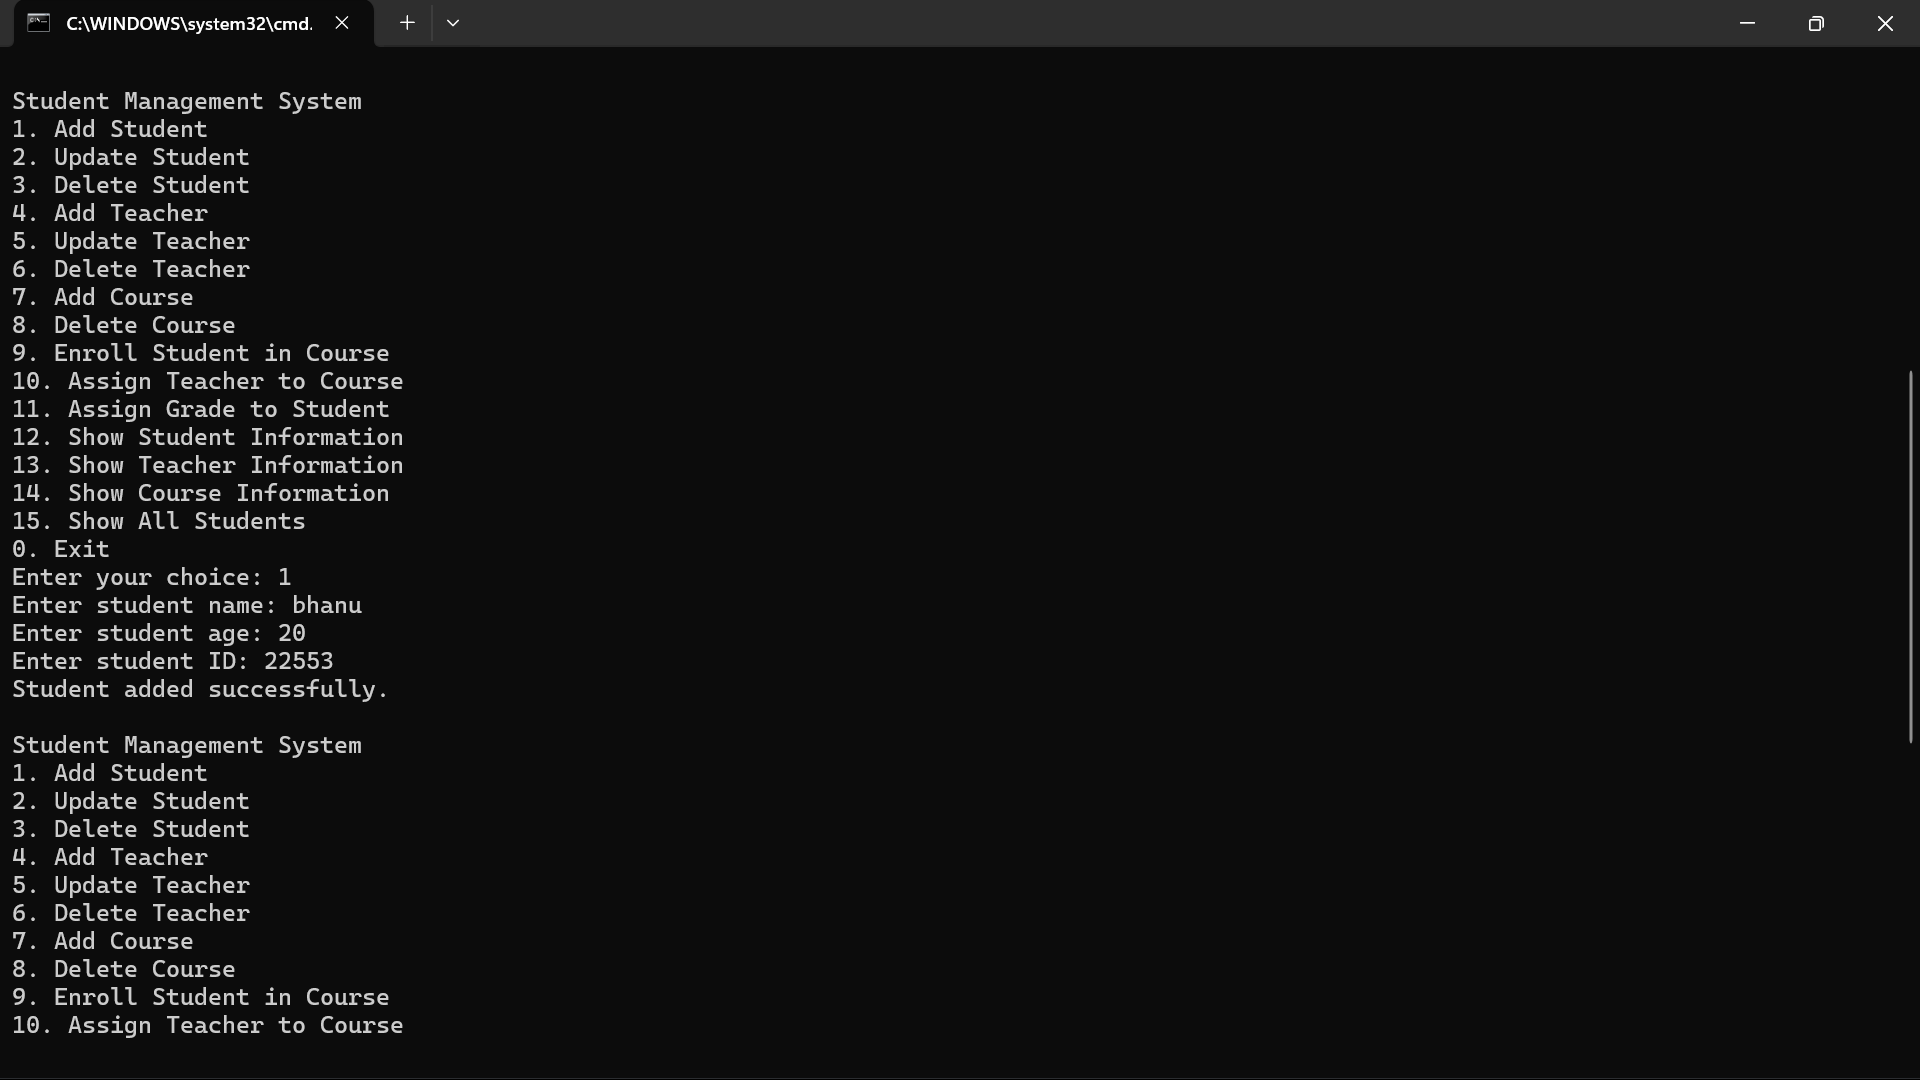 C:\WINDOWS\system32\cmd.
Student Management System
1. Add Student
2. Update Student
3. Delete Student
4. Add Teacher
5. Update Teacher
6. Delete Teacher
7. Add Course
8. Delete Course
9. Enroll Student in Course
10. Assign Teacher to Course
11. Assign Grade to Student
12. Show Student Information
13. Show Teacher Information
14. Show Course Information
15. Show All Students
0. Exit
Enter your choice: 1
Enter student name: bhanu
Enter student age: 20
Enter student ID: 22553
Student added successfully.
Student Management System
1. Add Student
2. Update Student
3. Delete Student
4. Add Teacher
5. Update Teacher
6. Delete Teacher
7. Add Course
8. Delete Course
9. Enroll Student in Course
10. Assign Teacher to Course